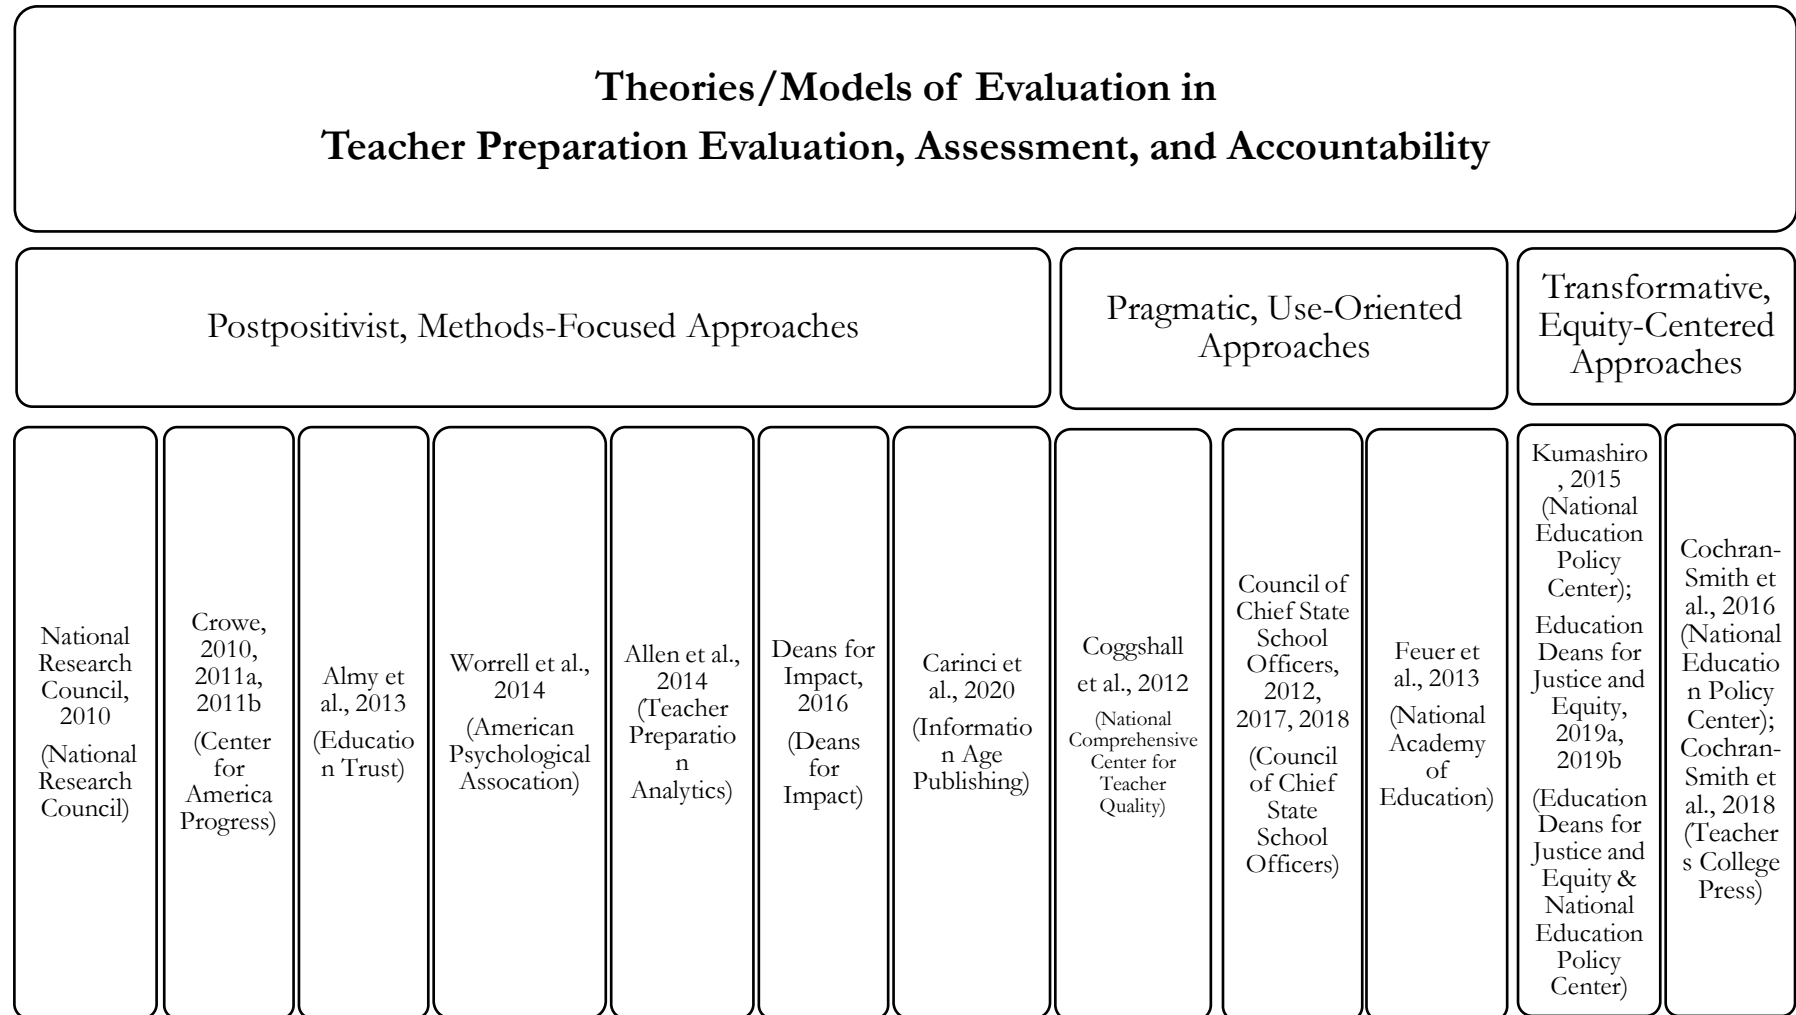 Theories/Models of Evaluation in
Teacher Preparation Evaluation, Assessment, and Accountability
Postpositivist, Methods-Focused Approaches
Pragmatic, Use-Oriented
Approaches
Transformative,
Equity-Centered
Approaches
National
Research
Council,
2010
(National
Research
Council)
Crowe,
2010,
2011a,
2011b
(Center
for
America
Progress)
Almy et
al., 2013
(Educatio
n Trust)
Worrell et al.,
2014
(American
Psychological
Assocation)
Allen et al.,
2014
(Teacher
Preparatio
n
Analytics)
Deans for
Impact,
2016
(Deans
for
Impact)
Carinci et
al., 2020
(Informatio
n Age
Publishing)
Coggshall
et al., 2012
(National
Comprehensive
Center for
Teacher
Quality)
Council of
Chief State
School
Officers,
2012,
2017, 2018
(Council
of Chief
State
School
Officers)
Feuer et
al., 2013
(National
Academy
of
Education)
Kumashiro
, 2015
(National
Education
Policy
Center);
Education
Deans for
Justice and
Equity,
2019a,
2019b
(Education
Deans for
Justice and
Equity &
National
Education
Policy
Center)
Cochran-
Smith et
al., 2016
(National
Educatio
n Policy
Center);
Cochran-
Smith et
al., 2018
(Teacher
s College
Press)